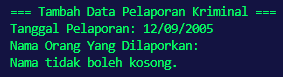 === Tambah Data Pelaporan Kriminal ===
Tanggal Pelaporan: 12/09/2005
Nama Orang Yang Dilaporkan:
Nama tidak boleh kosong.